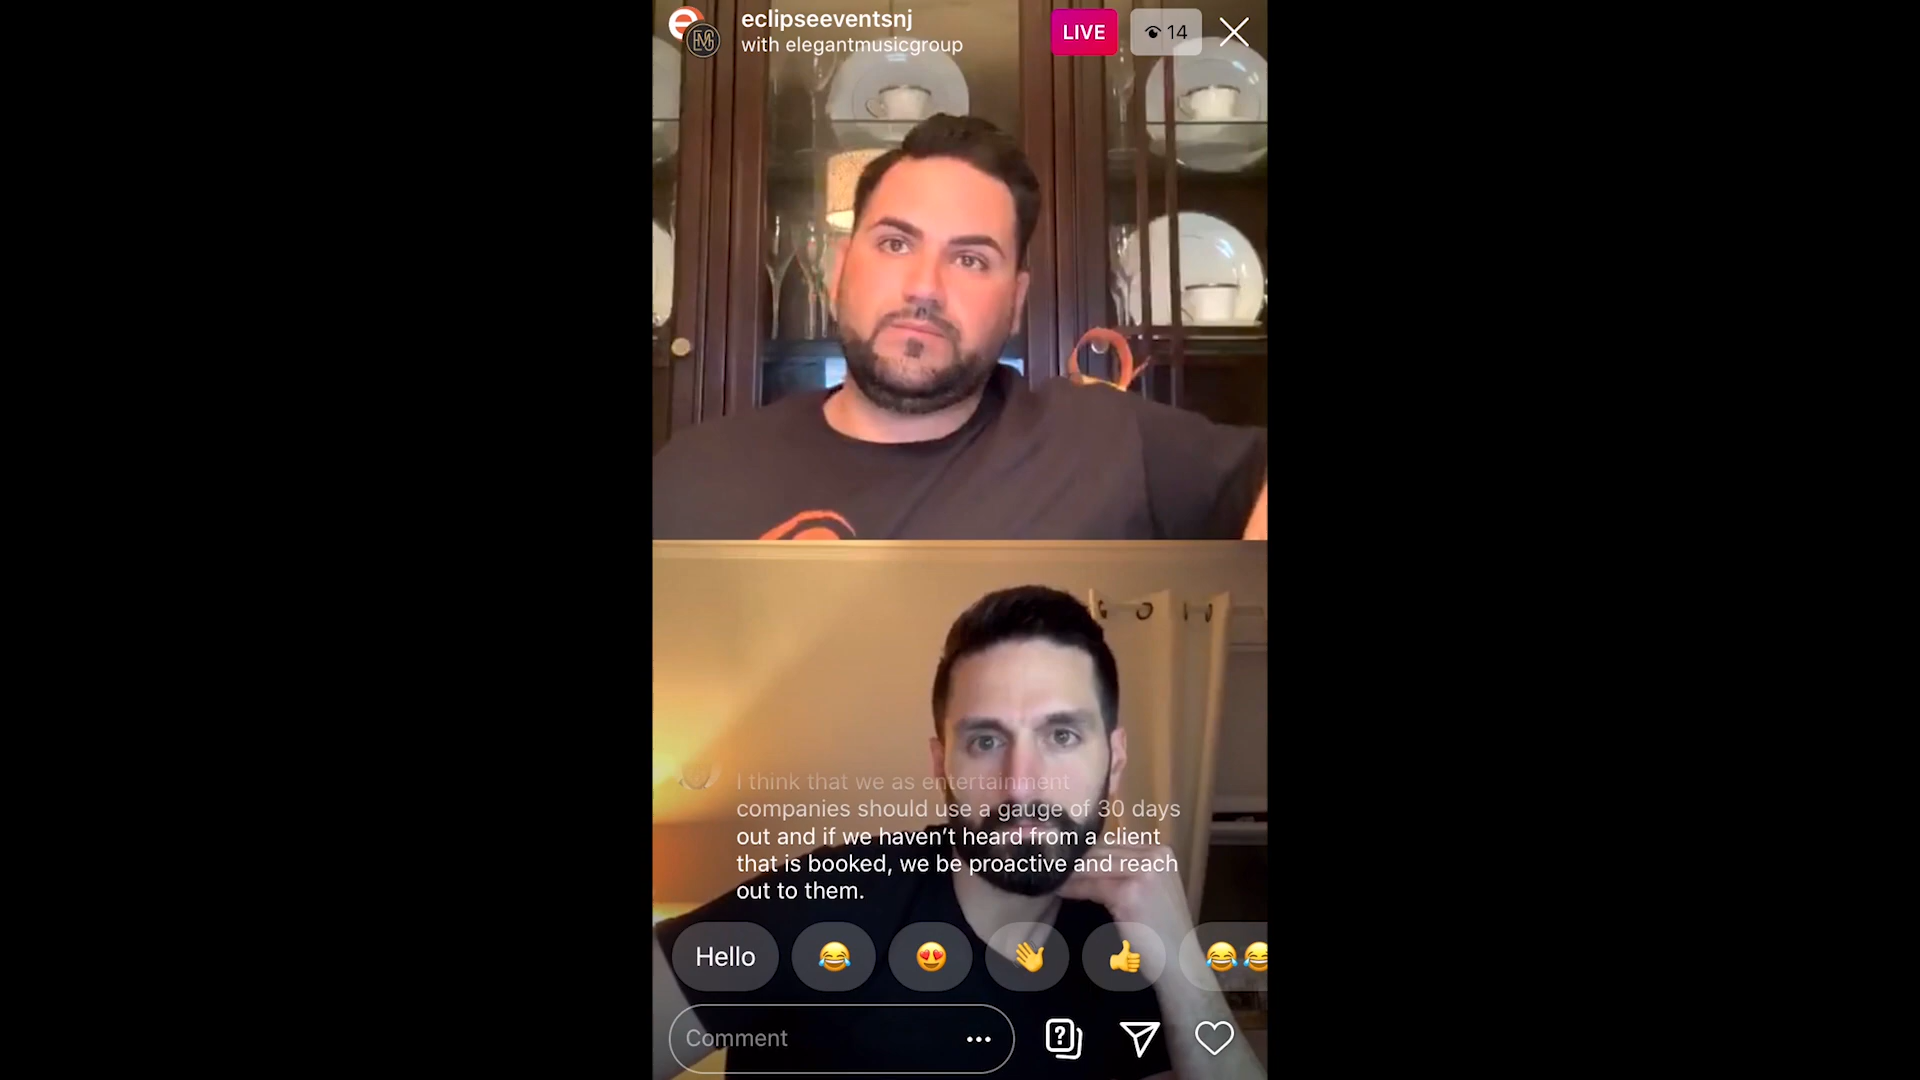 eclipseeventsnj
with elegantmusicgroup
LIVE
14
EMG
I think that we as entertainment
companies should use a gauge of 30 days
out and if we haven’t heard from a client
that is booked, we be proactive and reach
out to them.
Hello
Comment